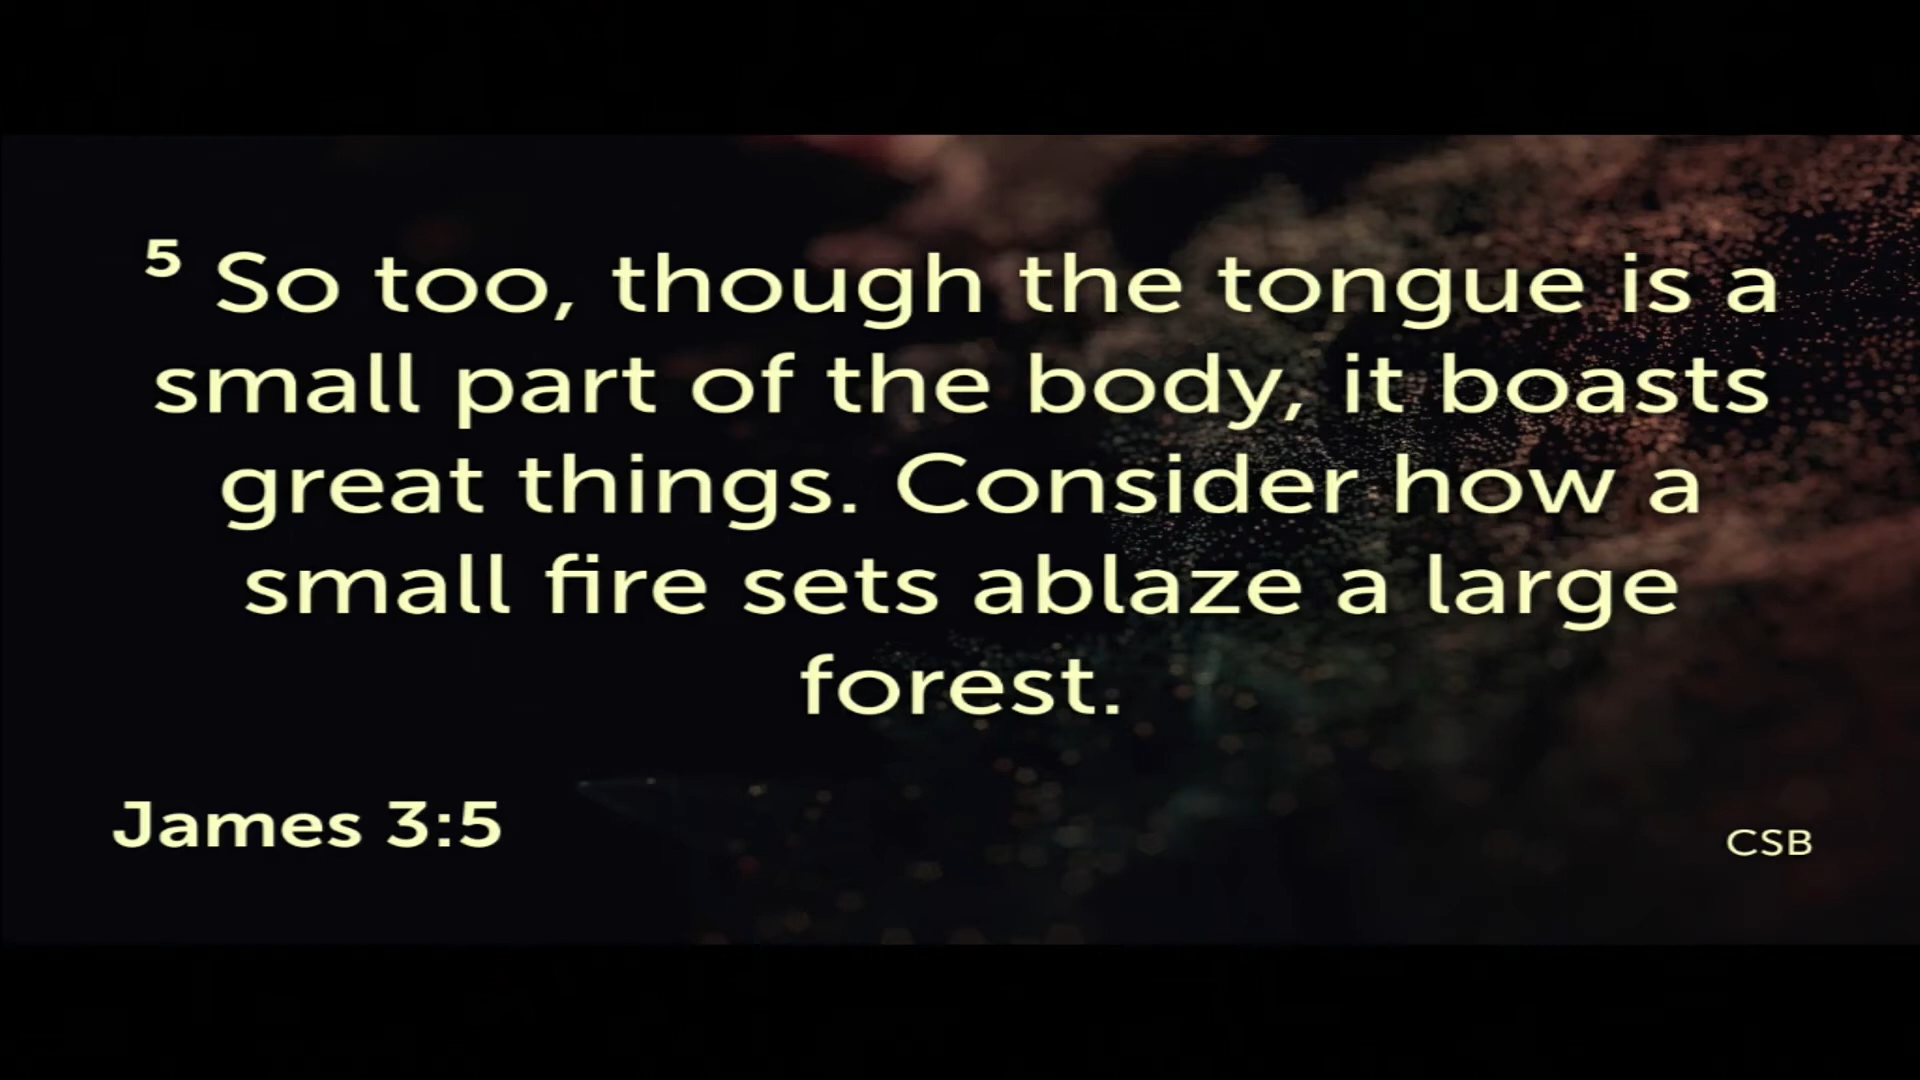 5 So too, though the tongue is a
small part of the body, it boasts
great things. Consider how a
small fire sets ablaze a large
forest.
James 3:5
CSB